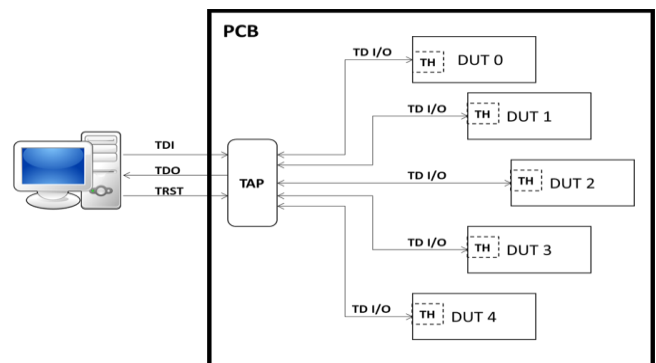 PCB
TD I/O
TH
DUT 0
TD I/O
TH
DUT 1
TDI
TDO
TRST
TAP
TD I/O
TH
DUT 2
TD I/O
TH
DUT 3
TD I/O
TH
DUT 4